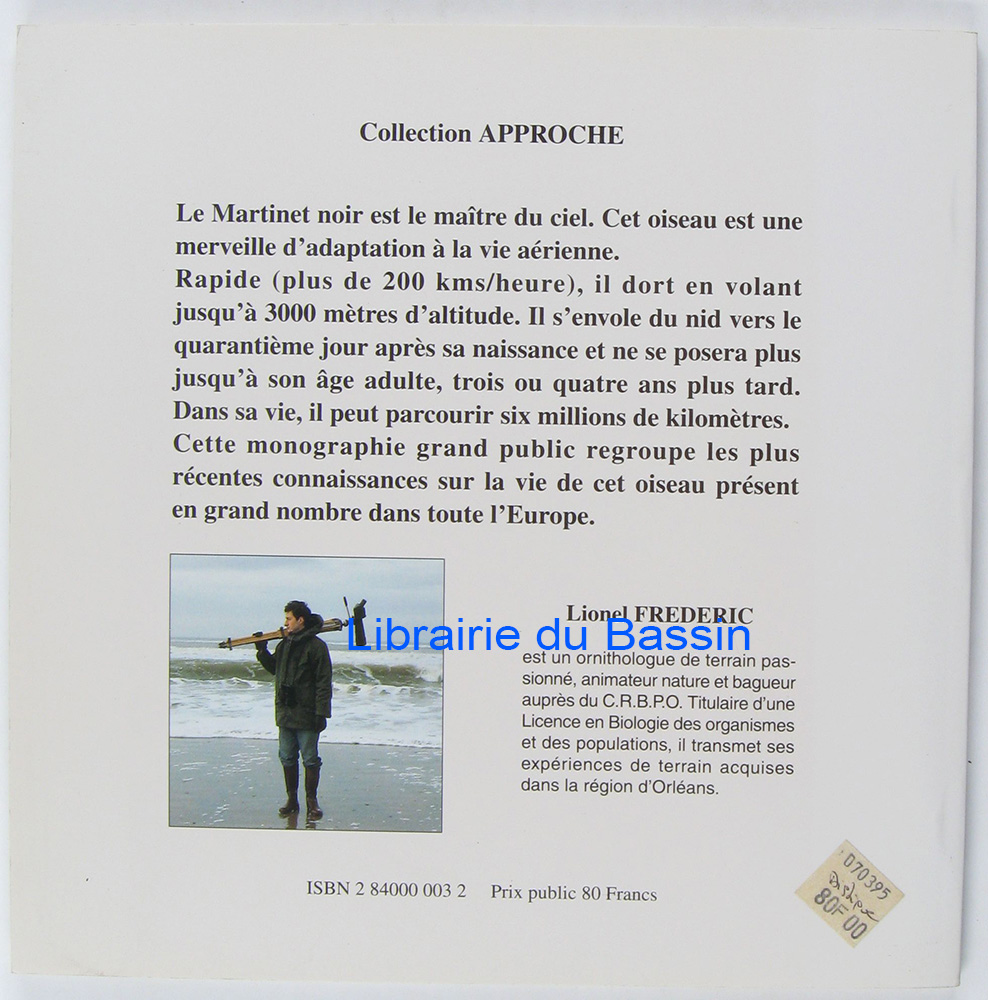 Collection APPROCHE
Le Martinet noir est le maître du ciel. Cet oiseau est une
merveille d'adaptation à la vie aérienne.
Rapide (plus de 200 kms/heure), il dort en volant
jusqu'à 3000 mètres d'altitude. Il s'envole du nid vers le
quarantième jour après sa naissance et ne se posera plus
jusqu'à son âge adulte, trois ou quatre ans plus tard.
Dans sa vie, il peut parcourir six millions de kilomètres.
Cette monographie grand public regroupe les plus
récentes connaissances sur la vie de cet oiseau présent
en grand nombre dans toute l'Europe.
Lionel FREDERIC
Librairie du Bassin
est un ornithologue de terrain pas-
sionné, animateur nature et bagueur
auprès du C.R.B.P.O. Titulaire d'une
Licence en Biologie des organismes
et des populations, il transmet ses
expériences de terrain acquises
dans la région d'Orléans.
ISBN 2 84000 003 2 Prix public 80 Francs
D70395
80F00